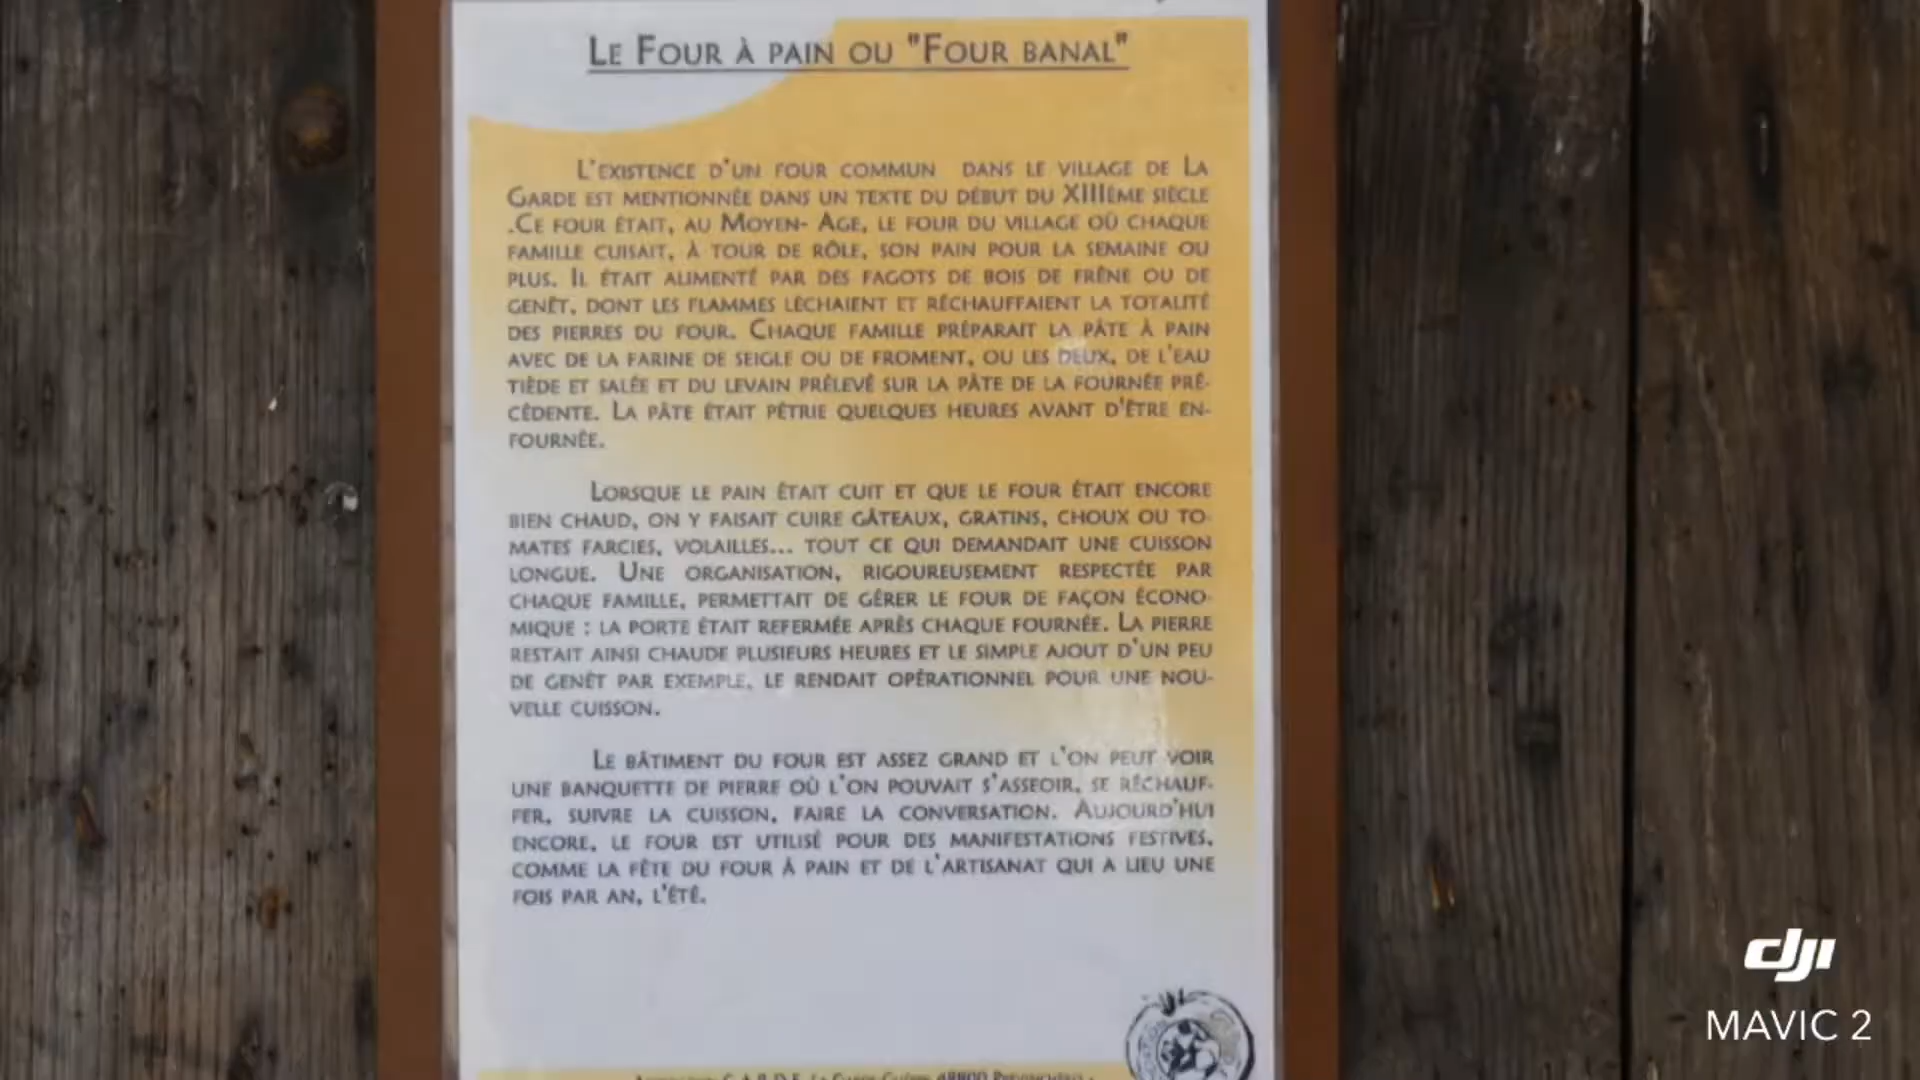 LE FOUR À PAIN OU "FOUR BANAL"
L'EXISTENCE D'UN FOUR COMMUN DANS LE VILLAGE DE LA
GARDE EST MENTIONNÉE DANS UN TEXTE DU DÉBUT DU XIIIÈME SIÈCLE
.CE FOUR ÉTAIT, AU MOYEN- AGE, LE FOUR DU VILLAGE OÙ CHAQUE
FAMILLE CUISAIT, À TOUR DE RÔLE, SON PAIN POUR LA SEMAINE OU
PLUS. IL ÉTAIT ALIMENTÉ PAR DES FAGOTS DE BOIS DE FRÊNE OU DE
GENÊT, DONT LES FLAMMES LÉCHAIENT ET RÉCHAUFFAIENT LA TOTALITÉ
DES PIERRES DU FOUR. CHAQUE FAMILLE PRÉPARAIT LA PÂTE À PAIN
AVEC DE LA FARINE DE SEIGLE OU DE FROMENT, OU LES DEUX, DE L'EAU
TIÈDE ET SALÉE ET DU LEVAIN PRÉLEVÉ SUR LA PÂTE DE LA FOURNÉE PRÉ-
CÉDENTE. LA PÂTE ÉTAIT PÉTRIE QUELQUES HEURES AVANT D'ÊTRE EN-
FOURNÉE.
LORSQUE LE PAIN ÉTAIT CUIT ET QUE LE FOUR ÉTAIT ENCORE
BIEN CHAUD, ON Y FAISAIT CUIRE GÂTEAUX, GRATINS, CHOUX OU TO-
MATES FARCIES, VOLAILLES... TOUT CE QUI DEMANDAIT UNE CUISSON
LONGUE. UNE ORGANISATION, RIGOUREUSEMENT RESPECTÉE PAR
CHAQUE FAMILLE, PERMETTAIT DE GÉRER LE FOUR DE FAÇON ÉCONO-
MIQUE : LA PORTE ÉTAIT REFERMÉE APRÈS CHAQUE FOURNÉE. LA PIERRE
RESTAIT AINSI CHAUDE PLUSIEURS HEURES ET LE SIMPLE AJOUT D'UN PEU
DE GENÊT PAR EXEMPLE, LE RENDAIT OPÉRATIONNEL POUR UNE NOU-
VELLE CUISSON.
LE BÂTIMENT DU FOUR EST ASSEZ GRAND ET L'ON PEUT VOIR
UNE BANQUETTE DE PIERRE OÙ L'ON POUVAIT S'ASSEOIR, SE RÉCHAUF-
FER, SUIVRE LA CUISSON, FAIRE LA CONVERSATION. AUJOURD'HUI
ENCORE, LE FOUR EST UTILISÉ POUR DES MANIFESTATIONS FESTIVES,
COMME LA FÊTE DU FOUR À PAIN ET DE L'ARTISANAT QUI A LIEU UNE
FOIS PAR AN, L'ÉTÉ.
dji
MAVIC 2